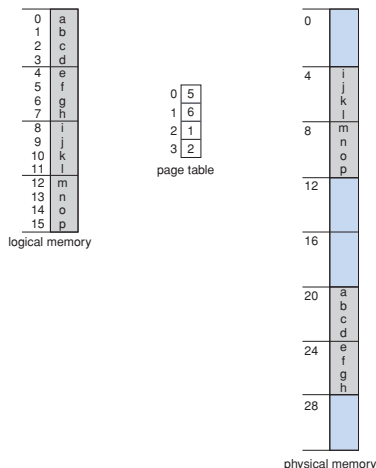 0 a
1 b
2 c
3 d
4 e
5 f
6 g
7 h
8 i
9 j
10 k
11 l
12 m
13 n
14 o
15 p
logical memory
0 5
1 6
2 1
3 2
page table
0
4 i
j
k
l
8 m
n
o
p
12
16
20 a
b
c
d
24 e
f
g
h
28
physical memory